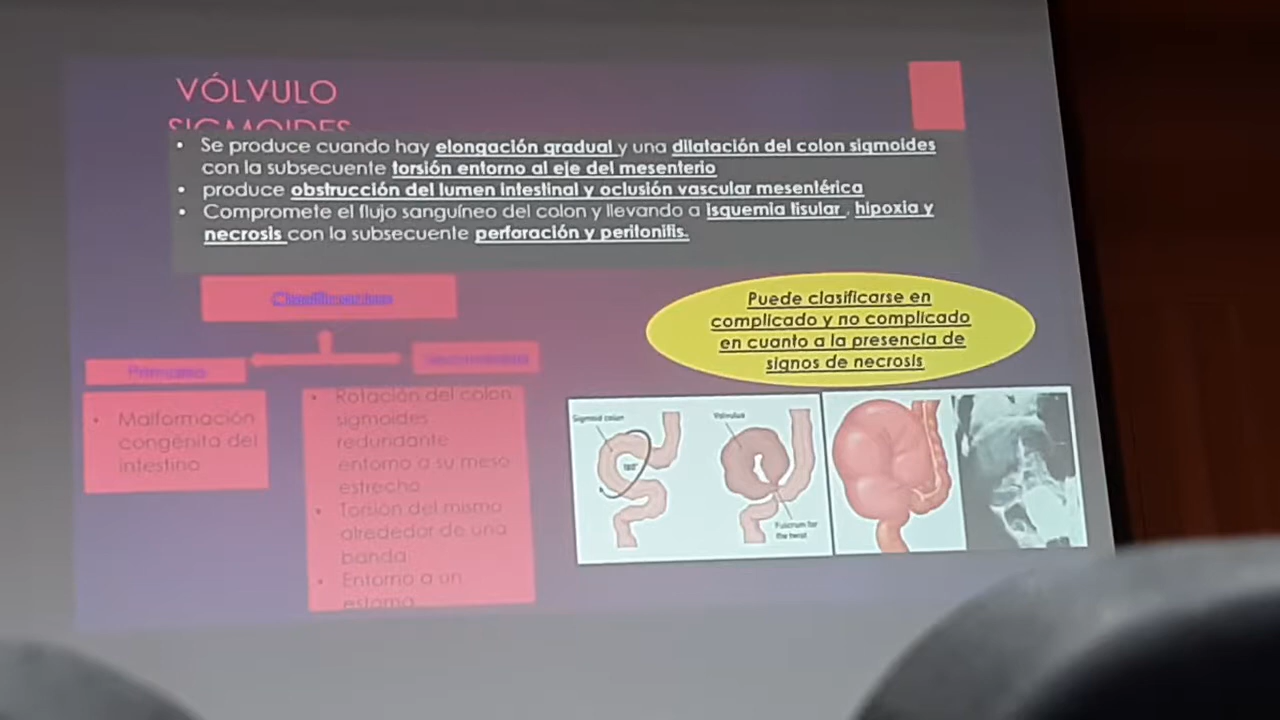 VÓLVULO
SIGMOIDES
• Se produce cuando hay elongación gradual y una dilatación del colon sigmoides
con la subsecuente torsión entorno al eje del mesenterio
• produce obstrucción del lumen intestinal y oclusión vascular mesentérica
• Compromete el flujo sanguíneo del colon y llevando a isquemia tisular , hipoxia y
necrosis con la subsecuente perforación y peritonitis.
Puede clasificarse en
complicado y no complicado
en cuanto a la presencia de
signos de necrosis
• Malformación
congénita del
intestino
• Rotación del colon
sigmoides
redundante
entorno a su meso
estrecho
• Torsión del mismo
alrededor de una
banda
• Entorno a un
estoma
Sigmoid colon
180°
Volvulus
Fulcrum for
the twist